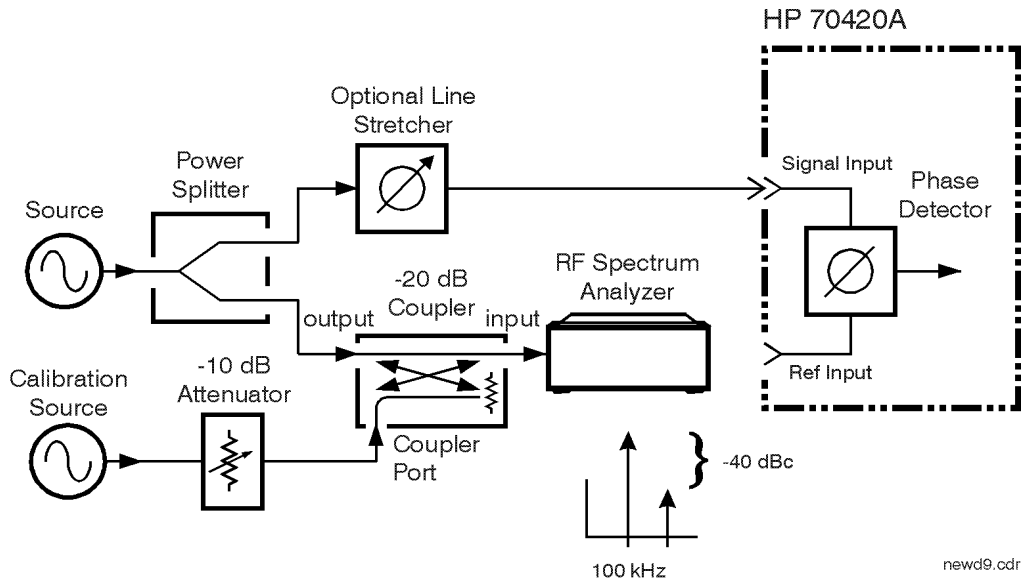 HP 70420A
Optional Line
Stretcher
Power
Splitter
Signal Input
Phase
Detector
Source
RF Spectrum
Analyzer
-20 dB
Coupler
output
input
-10 dB
Attenuator
Calibration
Source
Ref Input
Coupler
Port
-40 dBc
100 kHz
newd9.cdr